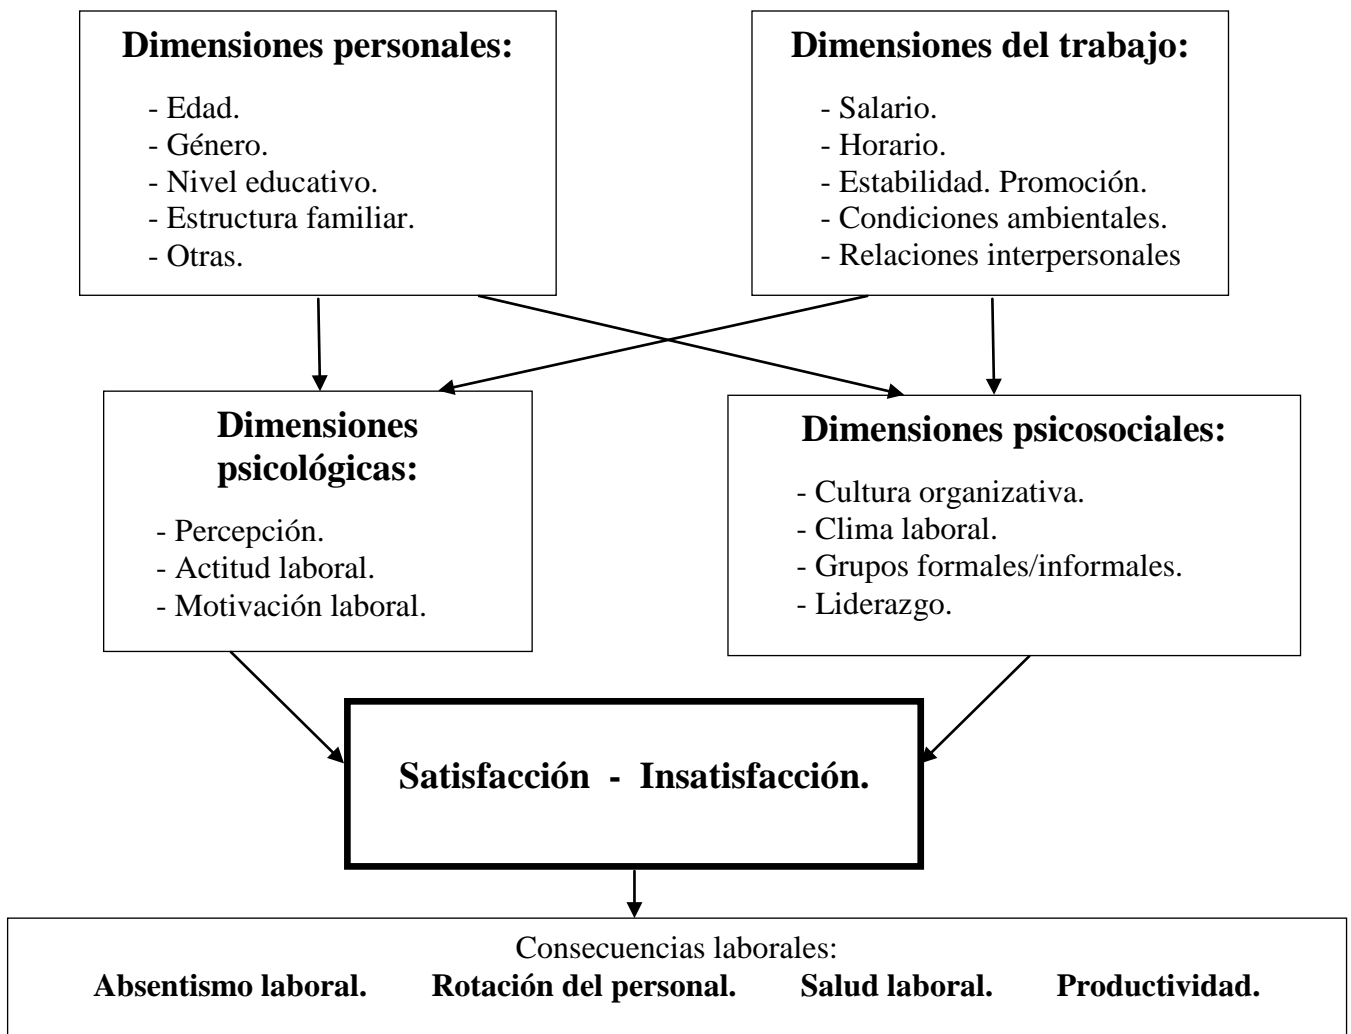 Dimensiones personales:
- Edad.
- Género.
- Nivel educativo.
- Estructura familiar.
- Otras.
Dimensiones del trabajo:
- Salario.
- Horario.
- Estabilidad. Promoción.
- Condiciones ambientales.
- Relaciones interpersonales
Dimensiones
psicológicas:
- Percepción.
- Actitud laboral.
- Motivación laboral.
Dimensiones psicosociales:
- Cultura organizativa.
- Clima laboral.
- Grupos formales/informales.
- Liderazgo.
Satisfacción - Insatisfacción.
Consecuencias laborales:
Absentismo laboral. Rotación del personal. Salud laboral. Productividad.